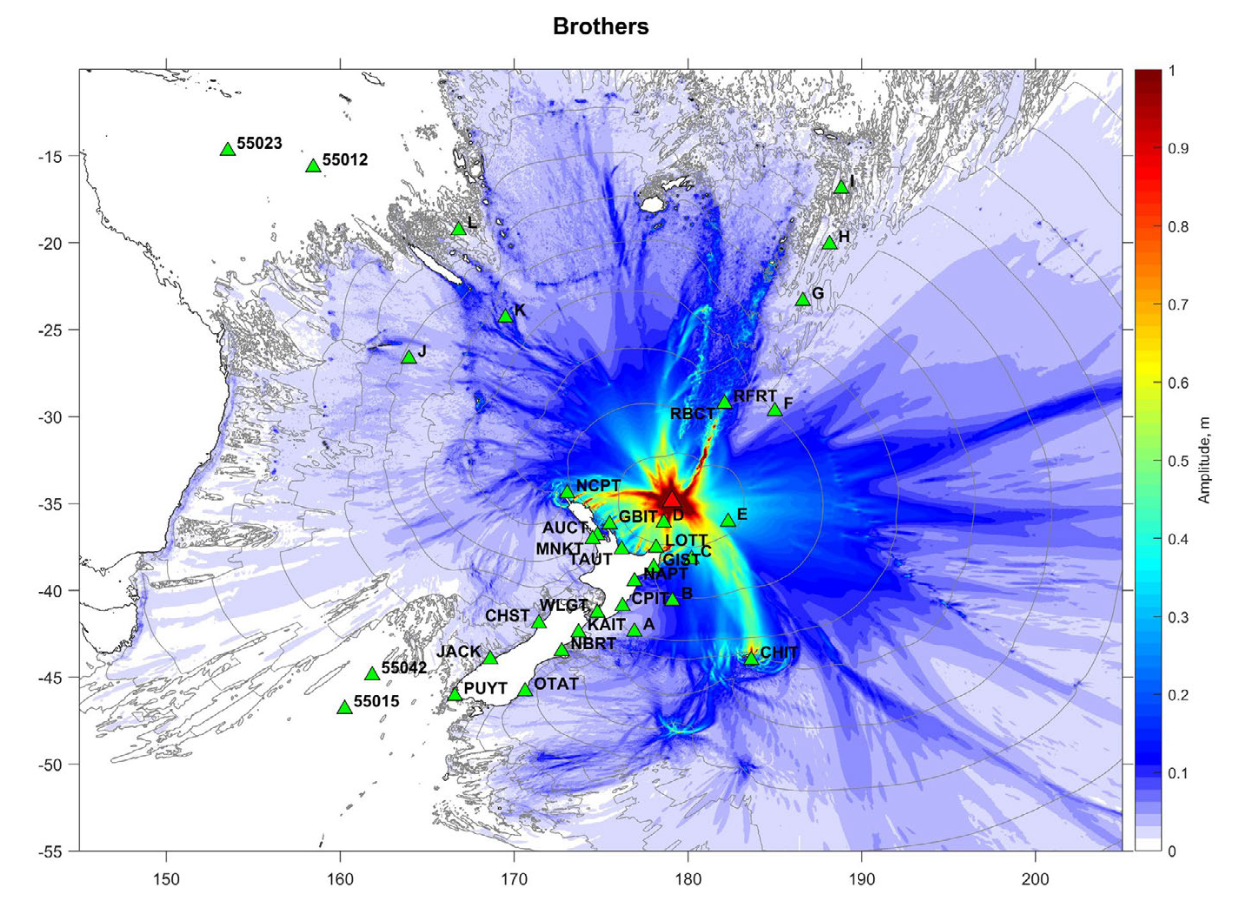 Brothers
-15
-20
-25
-30
-35
-40
-45
-50
-55
150
160
170
180
190
200
55023
55012
L
I
H
G
K
J
RFRT
RBCT
F
NCPT
GBIT
D
E
AUCT
LOTT
MNKT
TAUT
GIST
C
NAPT
WLGT
CPIT
B
CHST
KAIT
A
NBRT
JACK
CHIT
55042
PUYT
OTAT
55015
1
0.9
0.8
0.7
0.6
0.5
0.4
0.3
0.2
0.1
0
Amplitude, m